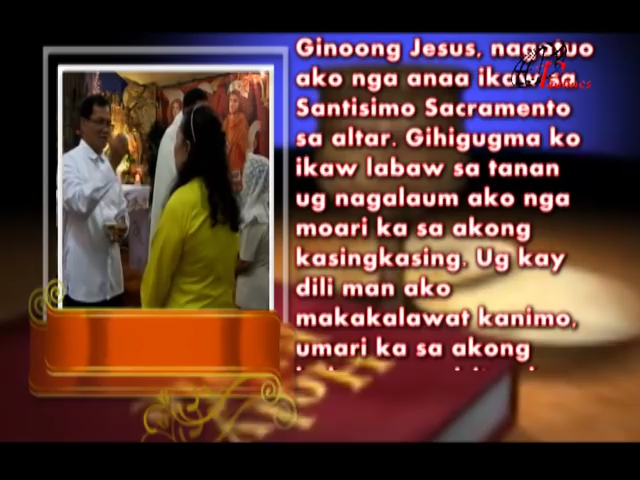 Ginoong Jesus, nagotuo
ako nga anaa ikaw sa
Santisimo Sacramento
sa altar. Gihigugma ko
ikaw labaw sa tanan
ug nagalaum ako nga
moari ka sa akong
kasingkasing. Ug kay
dili man ako
makakalawat kanimo,
umari ka sa akong